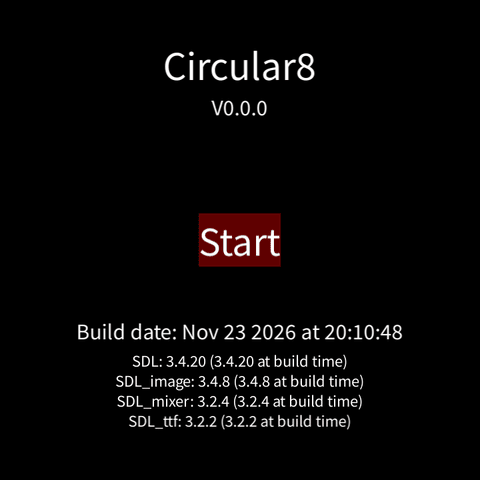 Circular8
V0.0.0
Start
Build date: Nov 23 2026 at 20:10:48
SDL: 3.4.20 (3.4.20 at build time)
SDL_image: 3.4.8 (3.4.8 at build time)
SDL_mixer: 3.2.4 (3.2.4 at build time)
SDL_ttf: 3.2.2 (3.2.2 at build time)